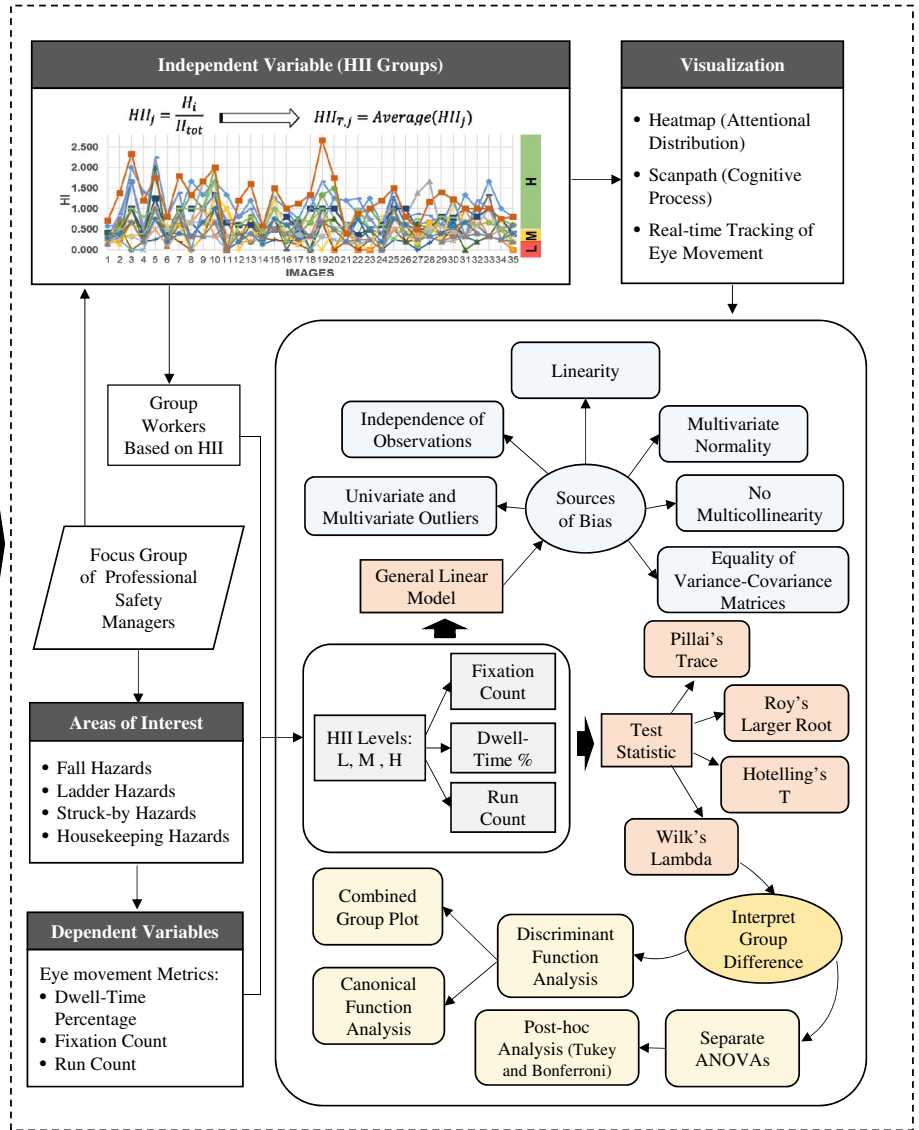 Independent Variable (HII Groups)
HII_j = H_i / II_tot
HII_T,j = Average(HII_j)
2.500
2.000
1.500
1.000
0.500
0.000
HI
1 2 3 4 5 6 7 8 9 10 11 12 13 14 15 16 17 18 19 20 21 22 23 24 25 26 27 28 29 30 31 32 33 34 35
IMAGES
H
M
L
Visualization
• Heatmap (Attentional
Distribution)
• Scanpath (Cognitive
Process)
• Real-time Tracking of
Eye Movement
Group
Workers
Based on HII
Focus Group
of Professional
Safety
Managers
Areas of Interest
• Fall Hazards
• Ladder Hazards
• Struck-by Hazards
• Housekeeping Hazards
Dependent Variables
Eye movement Metrics:
• Dwell-Time
Percentage
• Fixation Count
• Run Count
Linearity
Independence of
Observations
Multivariate
Normality
Univariate and
Multivariate Outliers
Sources
of Bias
No
Multicollinearity
Equality of
Variance-Covariance
Matrices
General Linear
Model
HII Levels:
L, M , H
Fixation
Count
Dwell-
Time %
Run
Count
Test
Statistic
Pillai's
Trace
Roy's
Larger Root
Hotelling's
T
Wilk's
Lambda
Interpret
Group
Difference
Discriminant
Function
Analysis
Combined
Group Plot
Canonical
Function
Analysis
Separate
ANOVAs
Post-hoc
Analysis (Tukey
and Bonferroni)